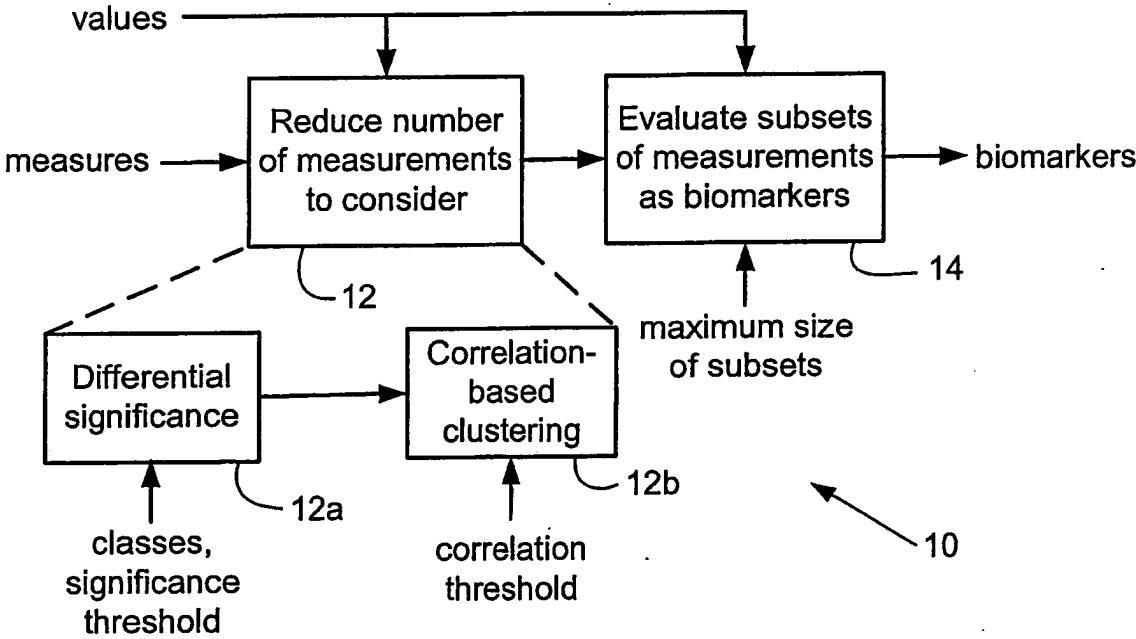 values
Reduce number
of measurements
to consider
Evaluate subsets
of measurements
as biomarkers
measures
biomarkers
12
14
maximum size
of subsets
Differential
significance
Correlation-
based
clustering
12a
12b
classes,
significance
threshold
correlation
threshold
10